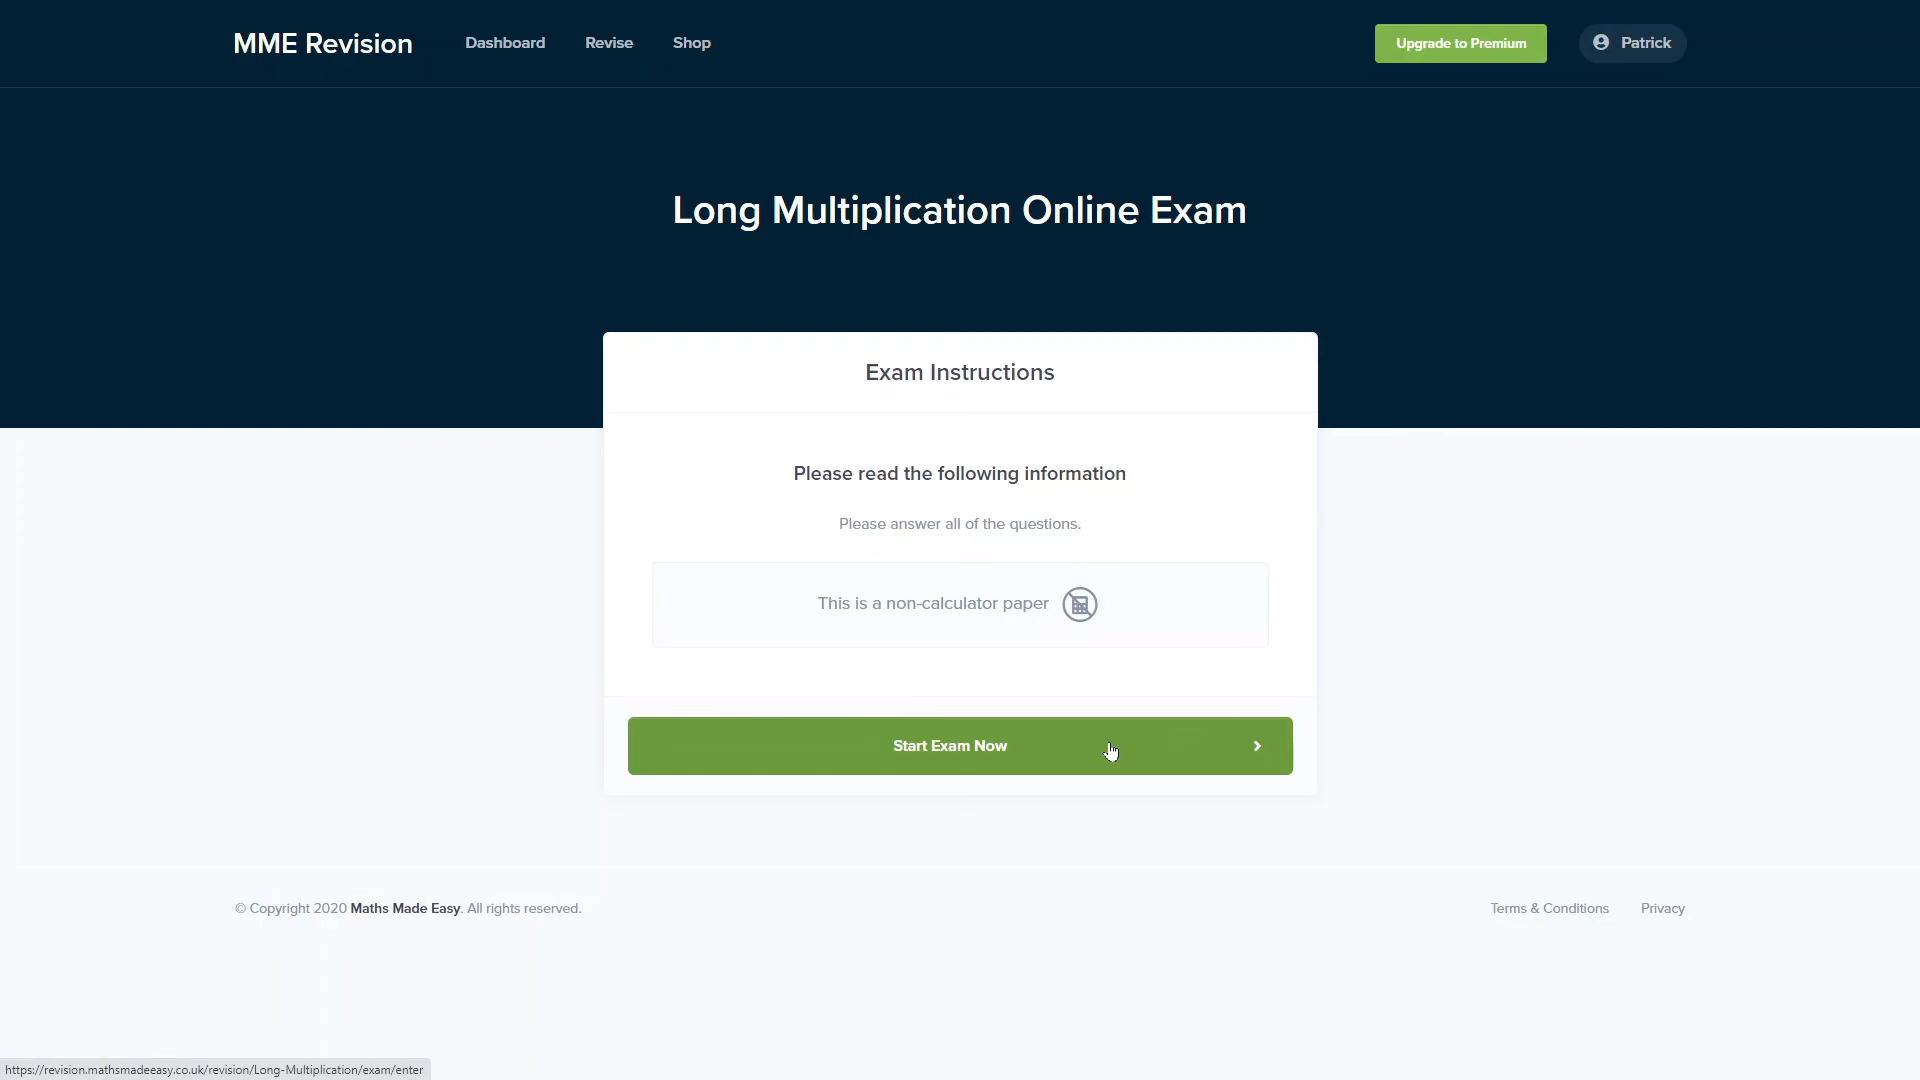 MME Revision
Dashboard
Revise
Shop
Upgrade to Premium
Patrick
Long Multiplication Online Exam
Exam Instructions
Please read the following information
Please answer all of the questions.
This is a non-calculator paper
Start Exam Now
© Copyright 2020 Maths Made Easy. All rights reserved.
Terms & Conditions
Privacy
https://revision.mathsmadeeasy.co.uk/revision/Long-Multiplication/exam/enter